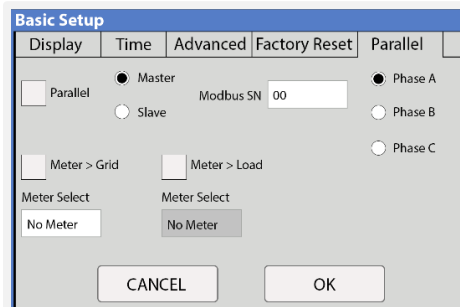 Basic Setup
Display Time Advanced Factory Reset Parallel
Parallel
Master
Slave
Modbus SN 00
Phase A
Phase B
Phase C
Meter > Grid
Meter > Load
Meter Select
Meter Select
No Meter
No Meter
CANCEL
OK